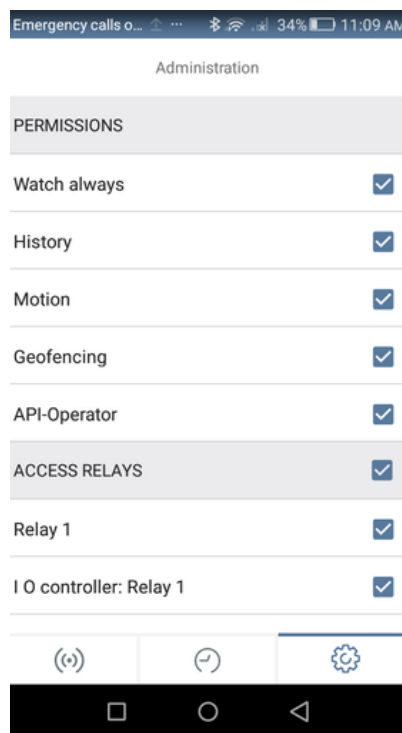 Emergency calls o... ... 34% 11:09 AM
Administration
PERMISSIONS
Watch always
History
Motion
Geofencing
API-Operator
ACCESS RELAYS
Relay 1
I O controller: Relay 1